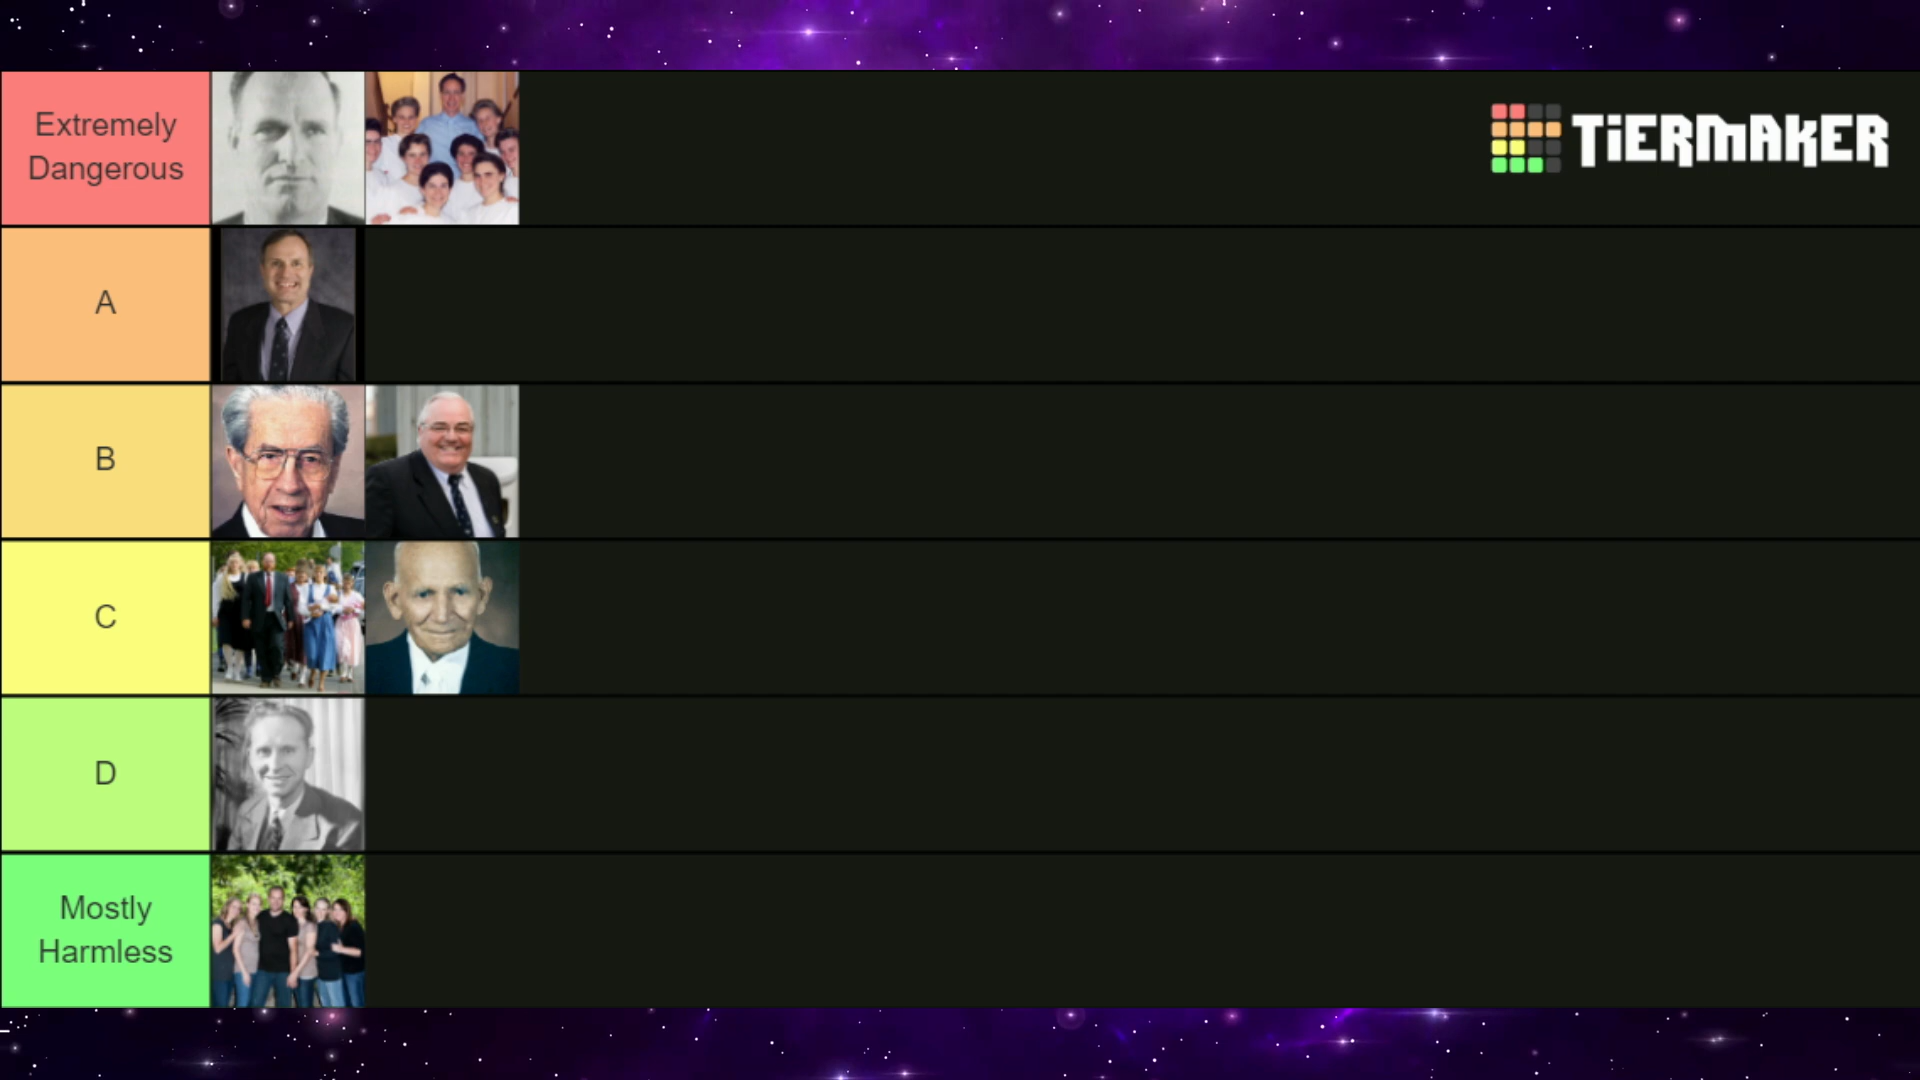 Extremely
Dangerous
TiERMAKER
A
B
C
D
Mostly
Harmless